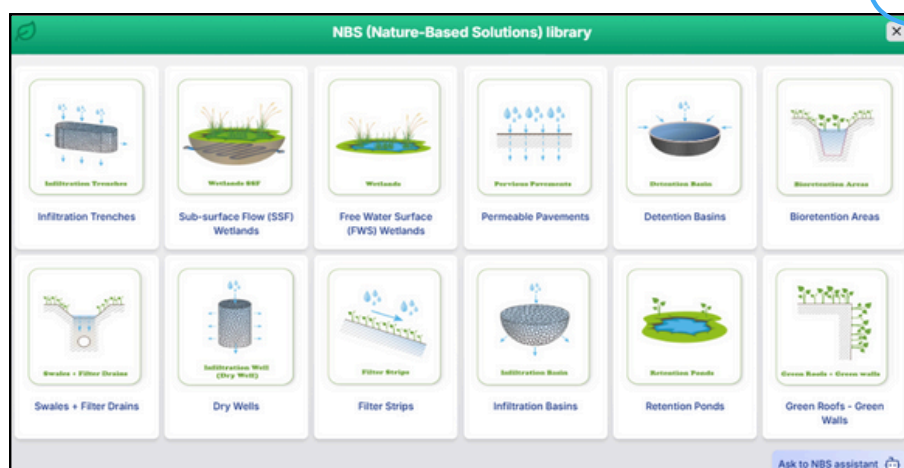 NBS (Nature-Based Solutions) library
Infiltration Trenches
Wetlands SSF
Wetlands
Pervious Pavements
Detention Basin
Bioretention Areas
Infiltration Trenches
Sub-surface Flow (SSF)
Wetlands
Free Water Surface
(FWS) Wetlands
Permeable Pavements
Detention Basins
Bioretention Areas
Swales + Filter Drains
Infiltration Well
(Dry Well)
Filter Strips
Infiltration Basin
Retention Ponds
Green Roofs + Green walls
Swales + Filter Drains
Dry Wells
Filter Strips
Infiltration Basins
Retention Ponds
Green Roofs - Green
Walls
Ask to NBS assistant